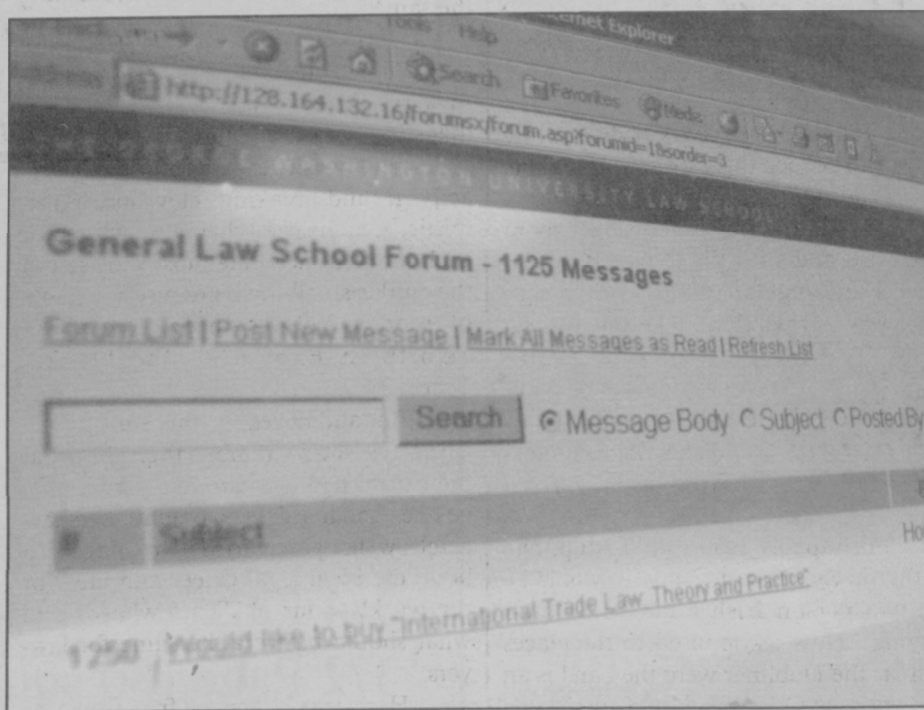 Tools Help
ernet Explorer
Search Favorites Media
Address http://128.164.132.16/forumsx/forum.asp?forumid=1&sorder=3
WASHINGTON UNIVERSITY LAW SCHOOL
General Law School Forum - 1125 Messages
Forum List | Post New Message | Mark All Messages as Read | Refresh List
Search Message Body Subject Posted By
# Subject
Ho
1250 Would like to buy "International Trade Law Theory and Practice"